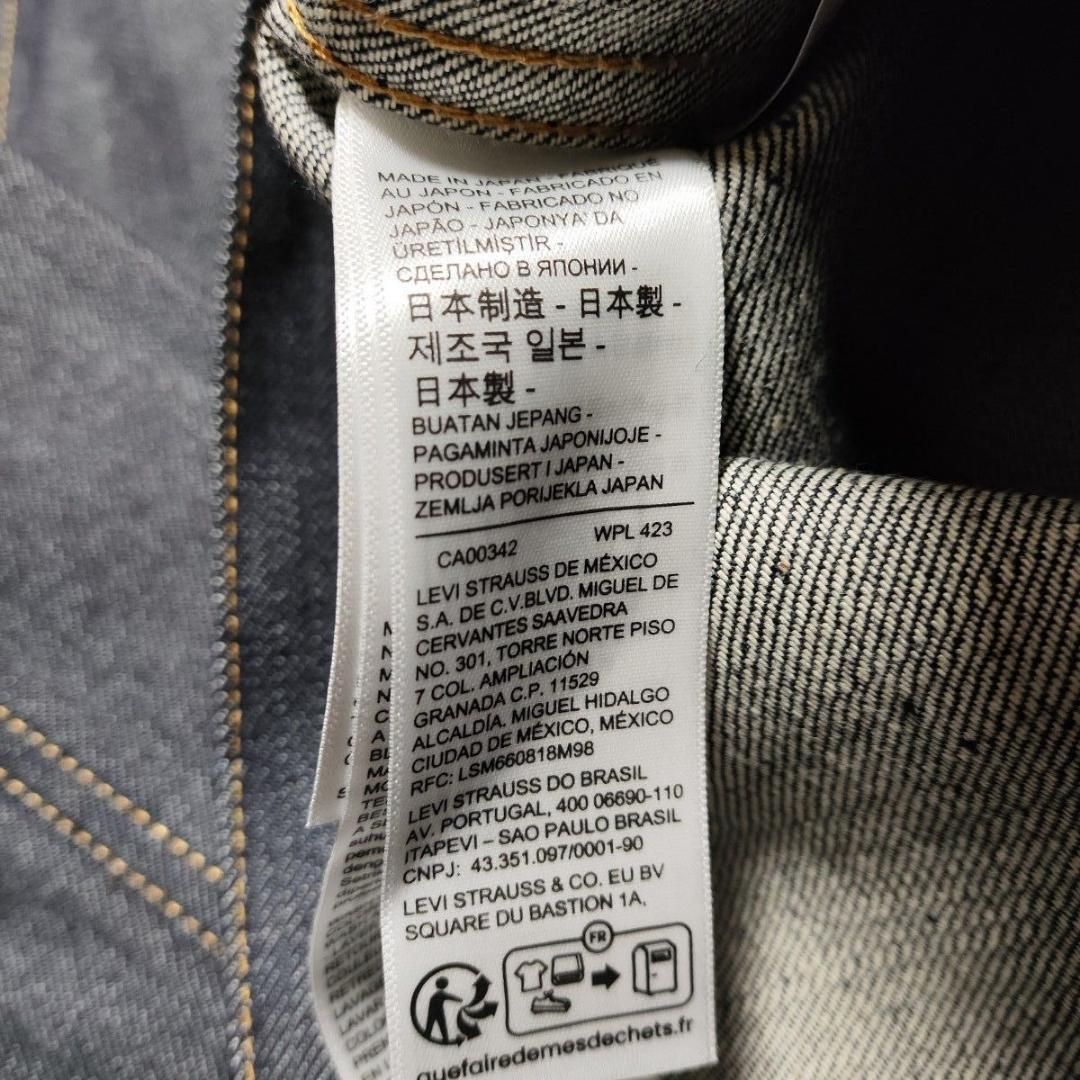 MADE IN JAPAN - FABRIQUÉ
AU JAPON - FABRICADO EN
JAPÓN - FABRICADO NO
JAPÃO - JAPONYA' DA
ÜRETİLMİŞTİR -
СДЕЛАНО В ЯПОНИИ -
日本制造 - 日本製 -
제조국 일본 -
日本製 -
BUATAN JEPANG -
PAGAMINTA JAPONIJOJE -
PRODUSERT I JAPAN -
ZEMLJA PORIJEKLA JAPAN
CA00342 WPL 423
LEVI STRAUSS DE MÉXICO
S.A. DE C.V.BLVD. MIGUEL DE
CERVANTES SAAVEDRA
NO. 301, TORRE NORTE PISO
7 COL. AMPLIACIÓN
GRANADA C.P. 11529
ALCALDÍA. MIGUEL HIDALGO
CIUDAD DE MÉXICO, MÉXICO
RFC: LSM660818M98
LEVI STRAUSS DO BRASIL
AV. PORTUGAL, 400 06690-110
ITAPEVI – SAO PAULO BRASIL
CNPJ: 43.351.097/0001-90
LEVI STRAUSS & CO. EU BV
SQUARE DU BASTION 1A,
FR
quefairedemesdechets.fr